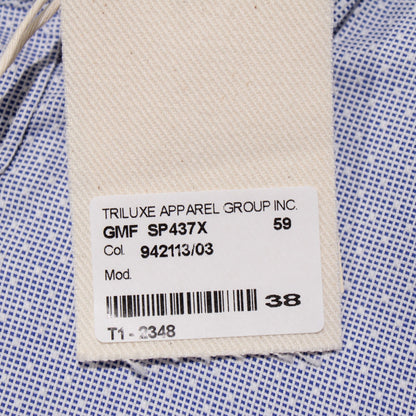 TRILUXE APPAREL GROUP INC.
GMF SP437X 59
Col. 942113/03
Mod.
38
T1 - 2348